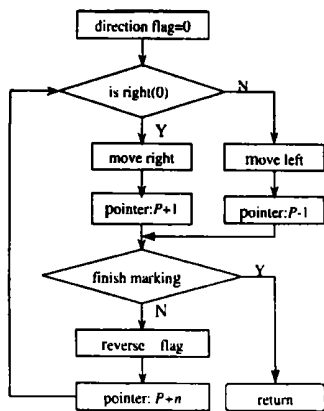 direction flag=0
is right(0)
N
Y
move right
move left
pointer:P+1
pointer:P-1
finish marking
Y
N
reverse flag
pointer: P+n
return